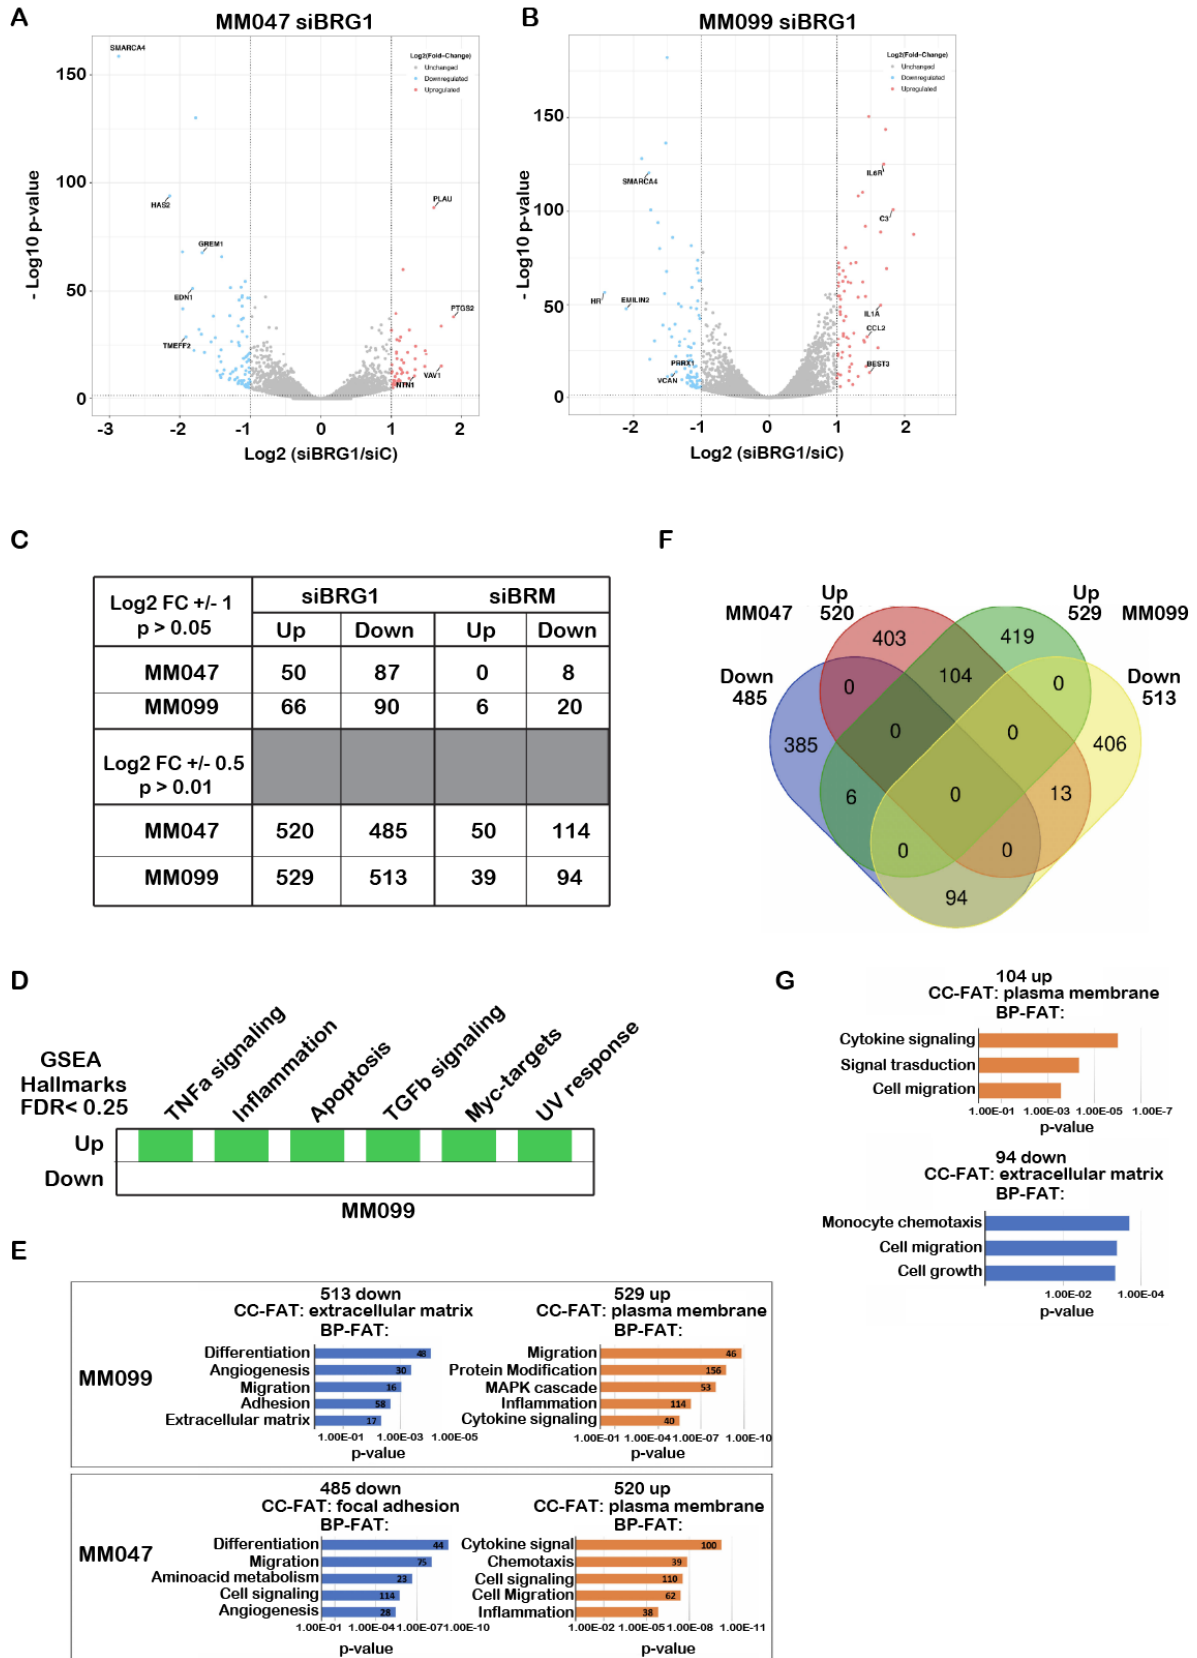 A
MM047 siBRG1
SMARCA4
Log2(Fold-Change)
Unchanged
Downregulated
Upregulated
HAS2
PLAU
GREM1
EDN1
PTGS2
TMEFF2
VAV1
NTN1
150
100
50
0
- Log10 p-value
-3 -2 -1 0 1 2
Log2 (siBRG1/siC)
B
MM099 siBRG1
Log2(Fold-Change)
Unchanged
Downregulated
Upregulated
SMARCA4
IL6R
C3
HR
EMILIN2
IL1A
CCL2
PRRX1
BEST3
VCAN
150
100
50
0
-2 -1 0 1 2
Log2 (siBRG1/siC)
C
Log2 FC +/- 1
p > 0.05
siBRG1 siBRM
Up Down Up Down
MM047 50 87 0 8
MM099 66 90 6 20
Log2 FC +/- 0.5
p > 0.01
MM047 520 485 50 114
MM099 529 513 39 94
F
MM047
Up
520
Up
529
MM099
Down
485
Down
513
403 419
0 104 0
385 0 0 406
6 0 13
0 0
94
D
GSEA
Hallmarks
FDR< 0.25
TNFa signaling
Inflammation
Apoptosis
TGFb signaling
Myc-targets
UV response
Up
Down
MM099
G
104 up
CC-FAT: plasma membrane
BP-FAT:
Cytokine signaling
Signal trasduction
Cell migration
1.00E-01 1.00E-03 1.00E-05 1.00E-07
p-value
94 down
CC-FAT: extracellular matrix
BP-FAT:
Monocyte chemotaxis
Cell migration
Cell growth
1.00E-02 1.00E-04
p-value
E
MM099
513 down
CC-FAT: extracellular matrix
BP-FAT:
Differentiation 48
Angiogenesis 30
Migration 16
Adhesion 58
Extracellular matrix 17
1.00E-01 1.00E-03 1.00E-05
p-value
529 up
CC-FAT: plasma membrane
BP-FAT:
Migration 46
Protein Modification 156
MAPK cascade 53
Inflammation 114
Cytokine signaling 40
1.00E-01 1.00E-04 1.00E-07 1.00E-10
p-value
MM047
485 down
CC-FAT: focal adhesion
BP-FAT:
Differentiation 44
Migration 75
Aminoacid metabolism 23
Cell signaling 114
Angiogenesis 28
1.00E-01 1.00E-04 1.00E-07 1.00E-10
p-value
520 up
CC-FAT: plasma membrane
BP-FAT:
Cytokine signal 100
Chemotaxis 39
Cell signaling 110
Cell Migration 62
Inflammation 38
1.00E-02 1.00E-05 1.00E-08 1.00E-11
p-value